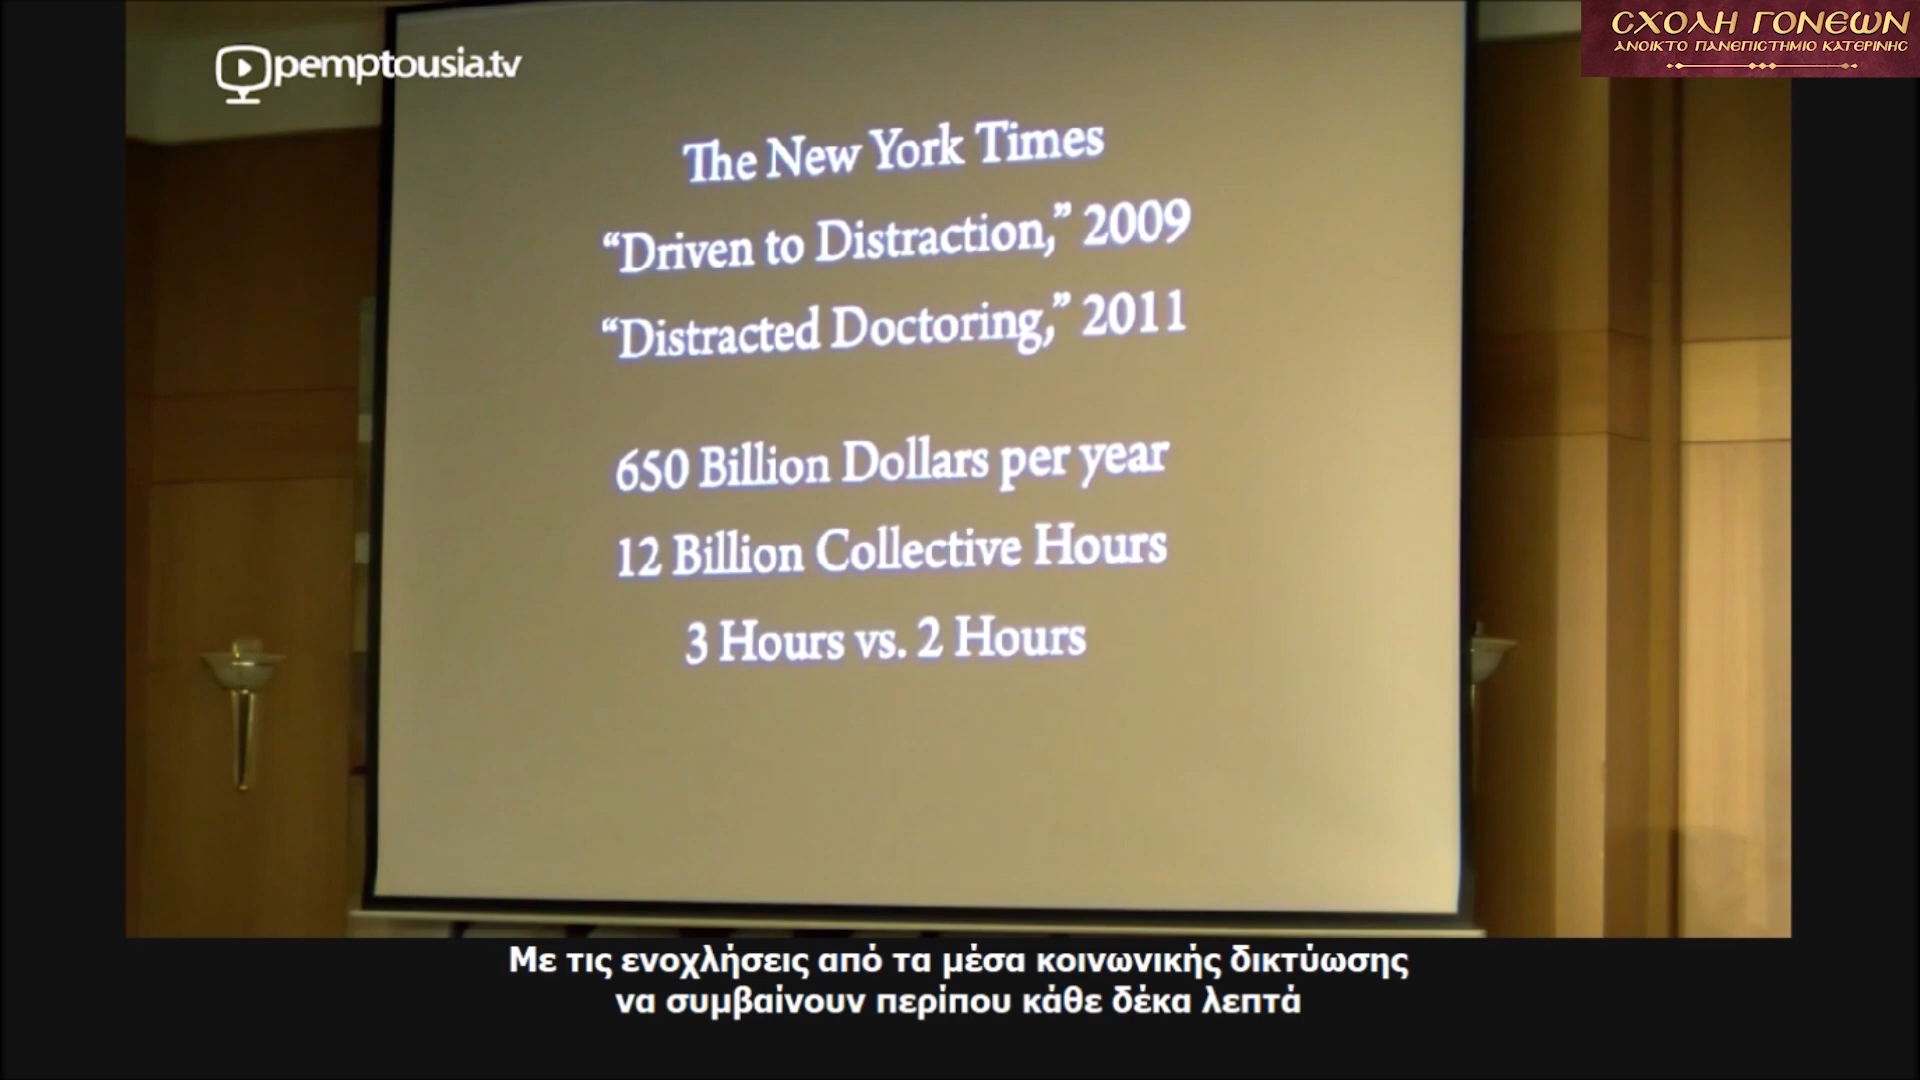 pemptousia.tv
ΣΧΟΛΗ ΓΟΝΕΩΝ
ΑΝΟΙΚΤΟ ΠΑΝΕΠΙΣΤΗΜΙΟ ΚΑΤΕΡΙΝΗΣ
The New York Times
“Driven to Distraction,” 2009
“Distracted Doctoring,” 2011
650 Billion Dollars per year
12 Billion Collective Hours
3 Hours vs. 2 Hours
Με τις ενοχλήσεις από τα μέσα κοινωνικής δικτύωσης
να συμβαίνουν περίπου κάθε δέκα λεπτά